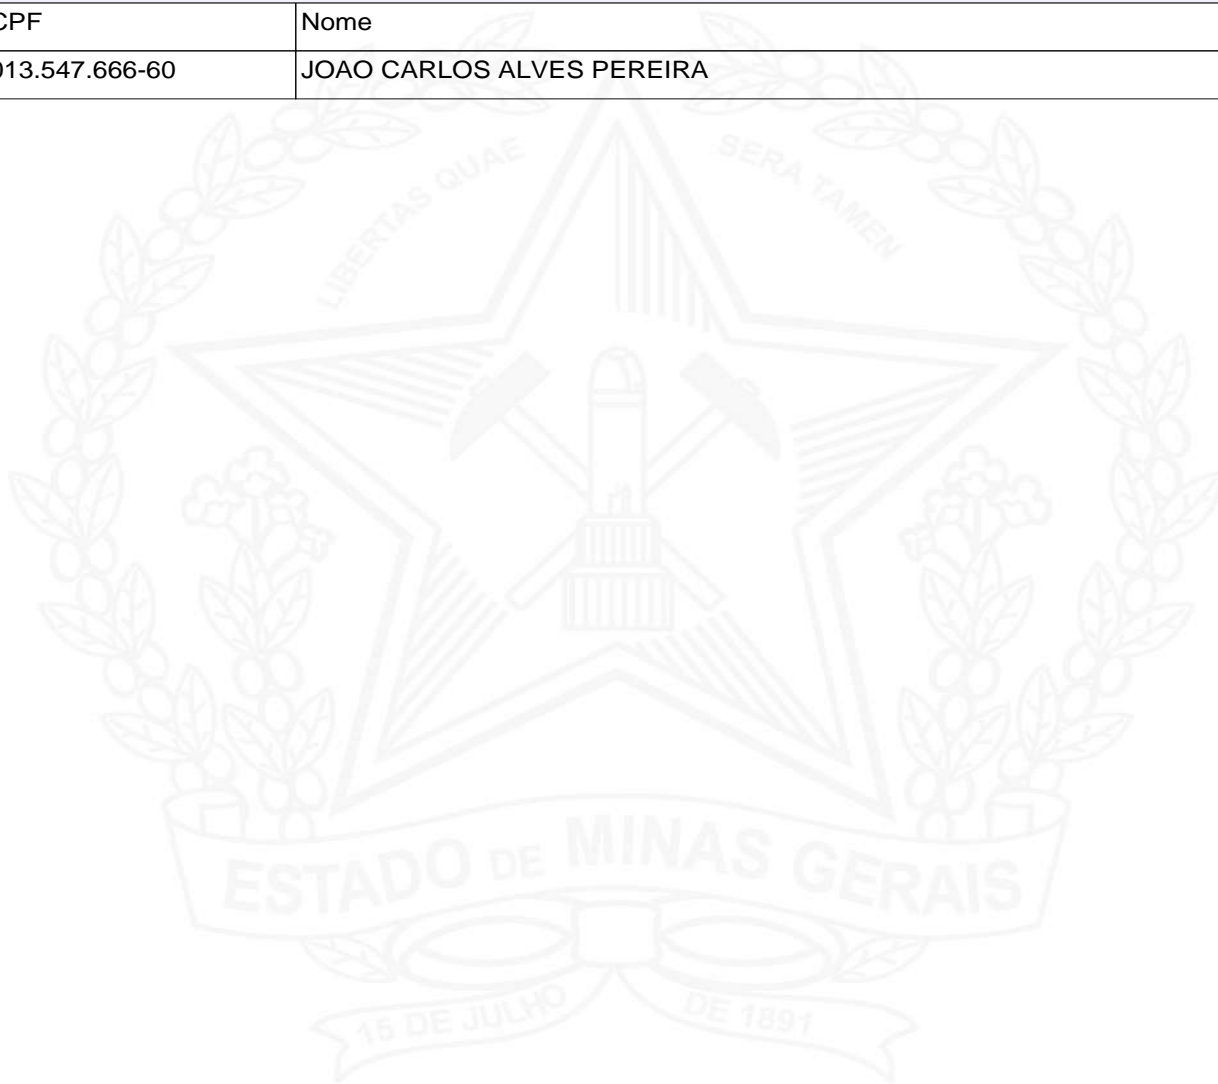 CPF Nome
013.547.666-60 JOAO CARLOS ALVES PEREIRA
LIBERTAS QUAE SERA TAMEN
ESTADO DE MINAS GERAIS
15 DE JULHO DE 1891